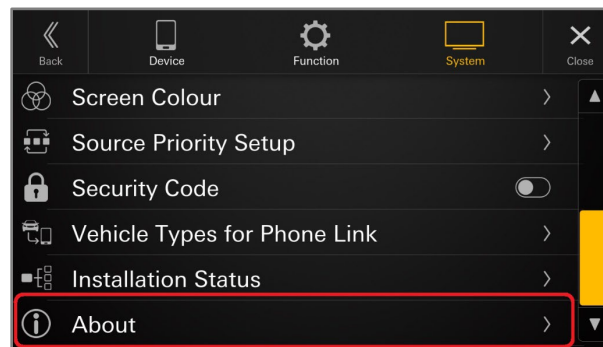 Back
Device
Function
System
Close
Screen Colour
Source Priority Setup
Security Code
Vehicle Types for Phone Link
Installation Status
About